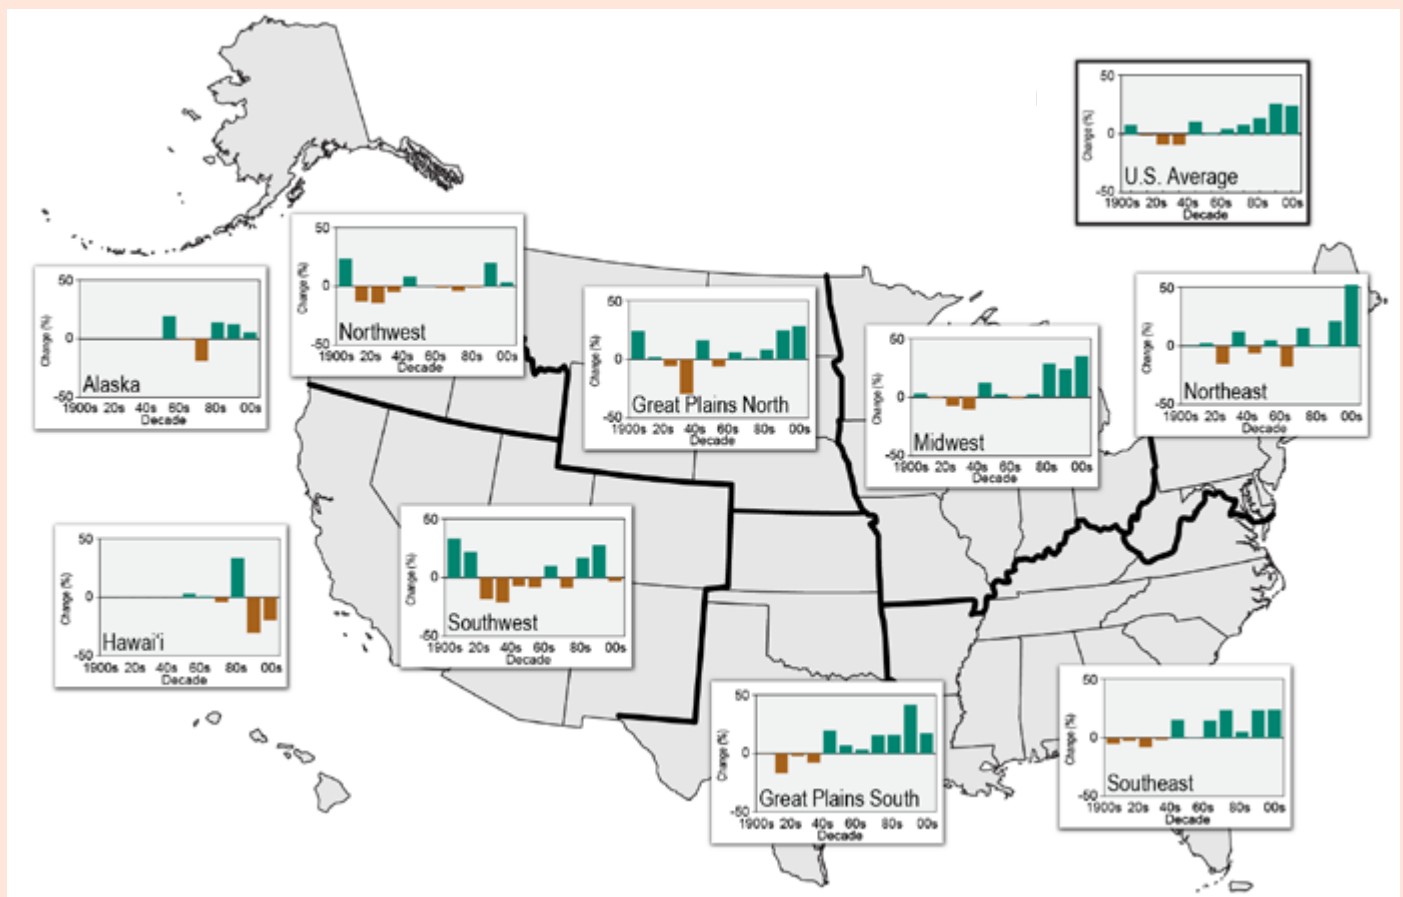 50
Change (%)
0
-50
U.S. Average
1900s 20s 40s 60s 80s 00s
Decade
50
Change (%)
0
-50
Northwest
1900s 20s 40s 60s 80s 00s
Decade
50
Change (%)
0
-50
Alaska
1900s 20s 40s 60s 80s 00s
Decade
50
Change (%)
0
-50
Great Plains North
1900s 20s 40s 60s 80s 00s
Decade
50
Change (%)
0
-50
Midwest
1900s 20s 40s 60s 80s 00s
Decade
50
Change (%)
0
-50
Northeast
1900s 20s 40s 60s 80s 00s
Decade
50
Change (%)
0
-50
Hawai'i
1900s 20s 40s 60s 80s 00s
Decade
50
Change (%)
0
-50
Southwest
1900s 20s 40s 60s 80s 00s
Decade
50
Change (%)
0
-50
Great Plains South
1900s 20s 40s 60s 80s 00s
Decade
50
Change (%)
0
-50
Southeast
1900s 20s 40s 60s 80s 00s
Decade